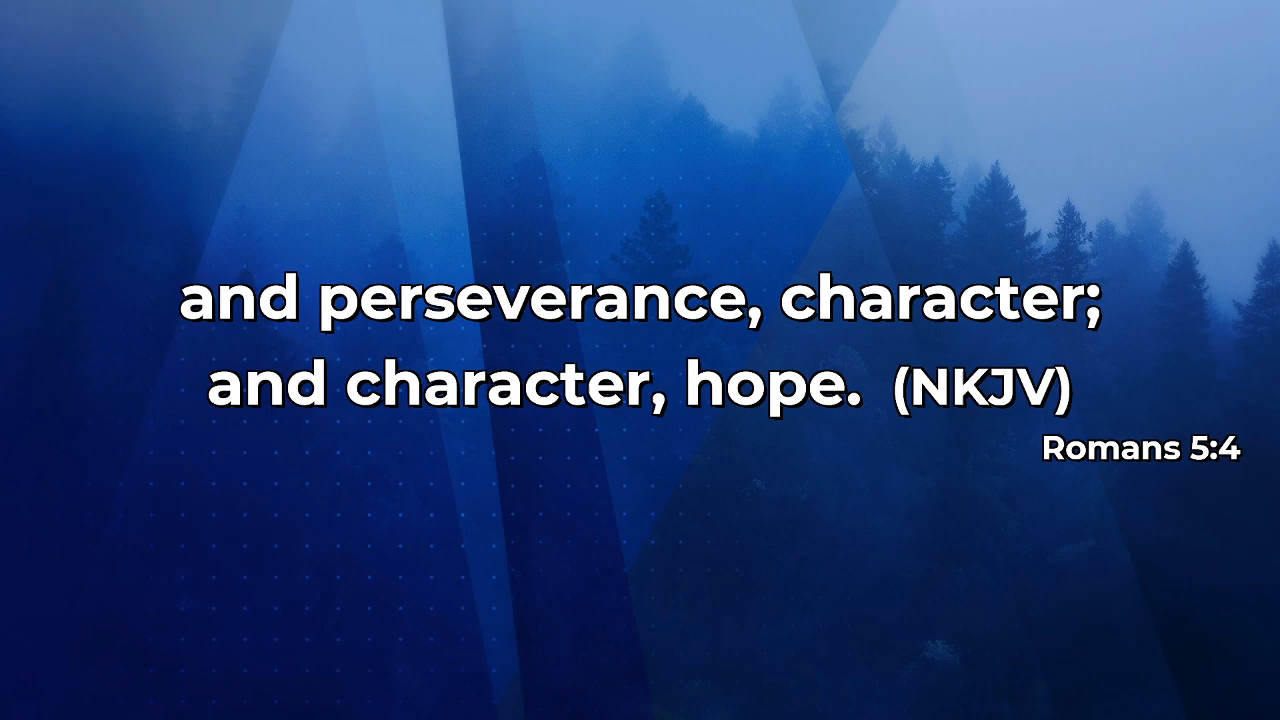 and perseverance, character;
and character, hope. (NKJV)
Romans 5:4